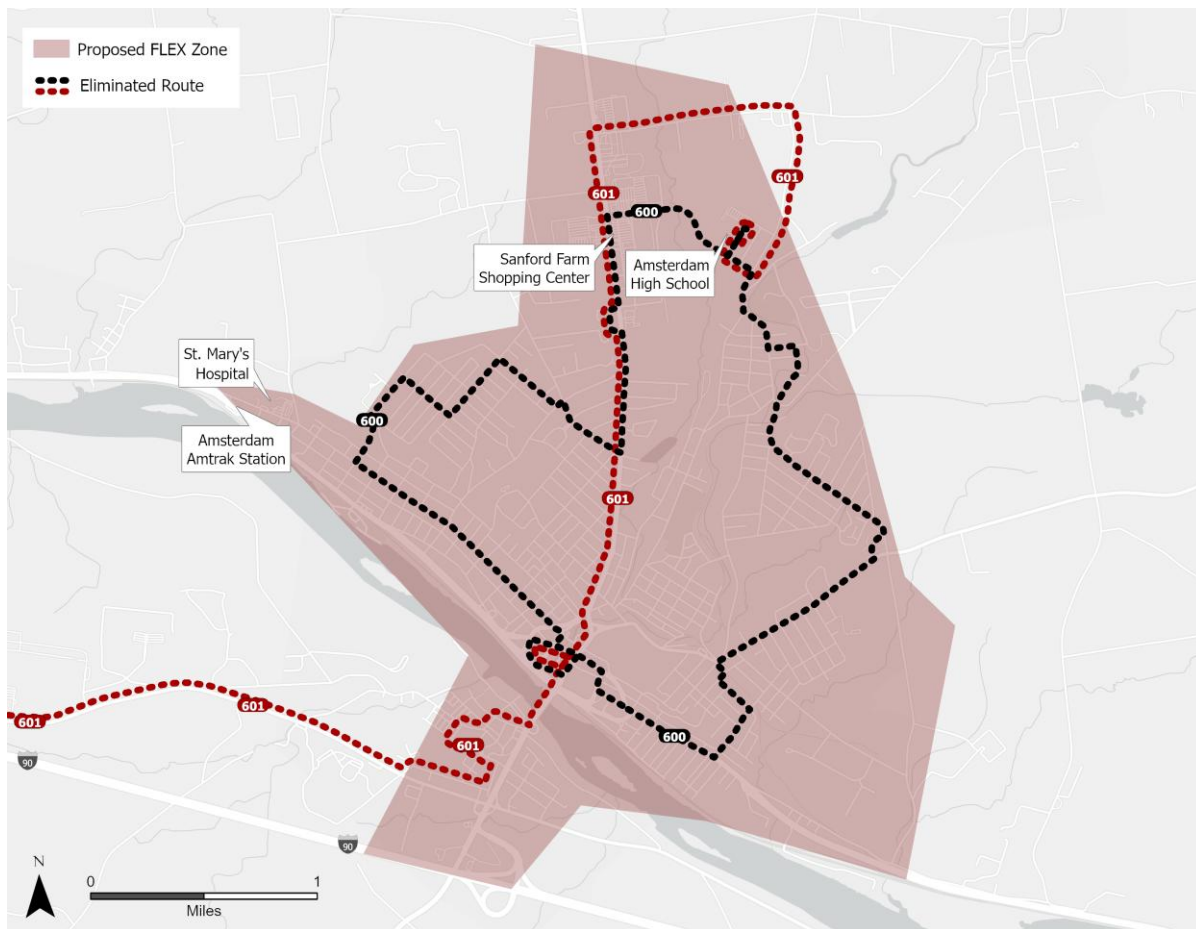 Proposed FLEX Zone
Eliminated Route
601
601
600
Sanford Farm
Shopping Center
Amsterdam
High School
St. Mary's
Hospital
600
Amsterdam
Amtrak Station
601
601
601
601
600
90
90
N
0
1
Miles